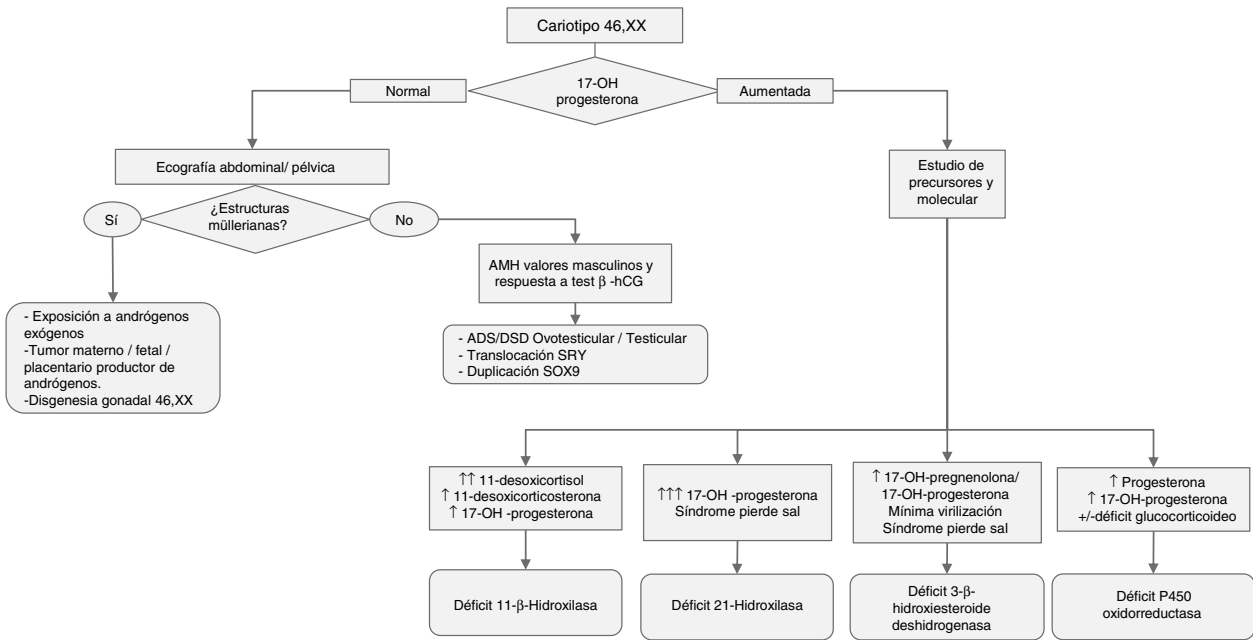 Cariotipo 46,XX
17-OH
progesterona
Normal
Aumentada
Ecografía abdominal/ pélvica
Estudio de
precursores y
molecular
¿Estructuras
müllerianas?
Sí
No
AMH valores masculinos y
respuesta a test β -hCG
- Exposición a andrógenos
exógenos
-Tumor materno / fetal /
placentario productor de
andrógenos.
-Disgenesia gonadal 46,XX
- ADS/DSD Ovotesticular / Testicular
- Translocación SRY
- Duplicación SOX9
↑↑ 11-desoxicortisol
↑ 11-desoxicorticosterona
↑ 17-OH -progesterona
↑↑↑ 17-OH -progesterona
Síndrome pierde sal
↑ 17-OH-pregnenolona/
17-OH-progesterona
Mínima virilización
Síndrome pierde sal
↑ Progesterona
↑ 17-OH-progesterona
+/-déficit glucocorticoideo
Déficit 11-β-Hidroxilasa
Déficit 21-Hidroxilasa
Déficit 3-β-
hidroxiesteroide
deshidrogenasa
Déficit P450
oxidorreductasa